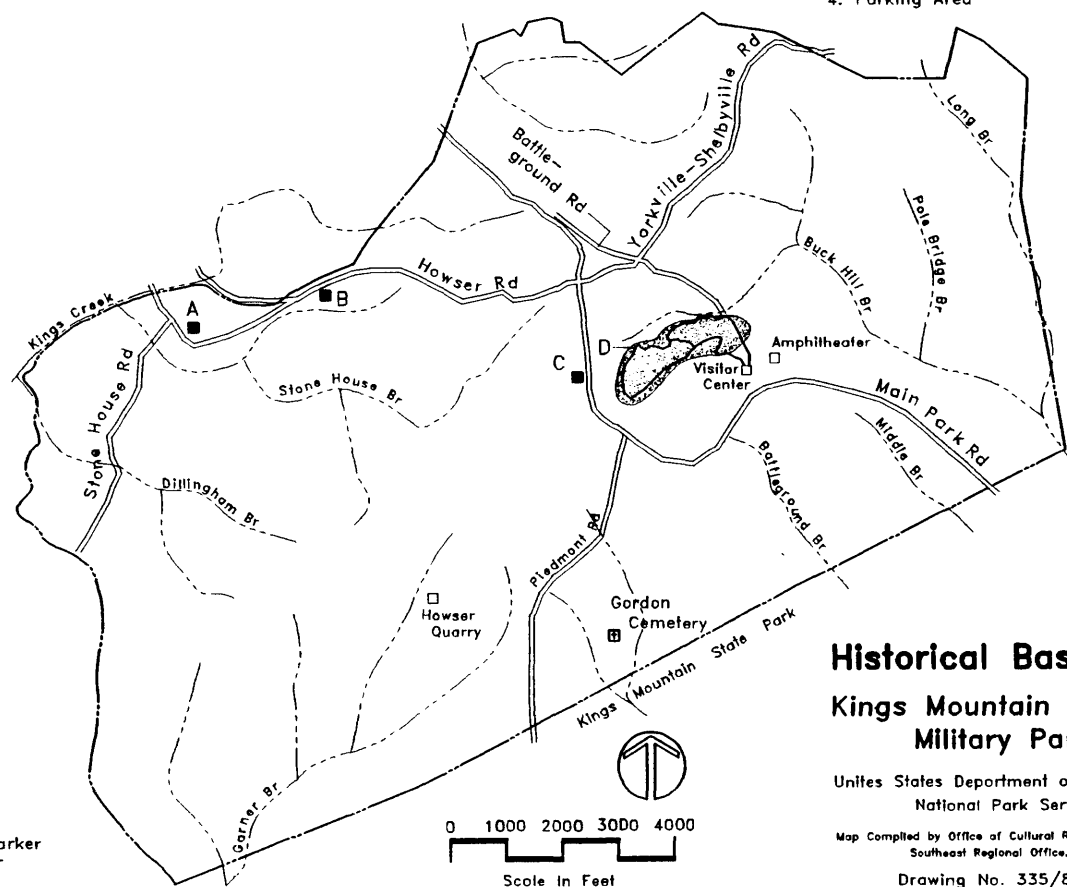 4. Parking Area
Yorkville-Shelbyville Rd
Long Br
Battle-
ground Rd
Pole Bridge Br
Buck Hill Br
Howser Rd
Kings Creek
A
B
C
D
Amphitheater
Visitor
Center
Stone House Rd
Stone House Br
Main Park Rd
Middle Br
Battleground Br
Dillingham Br
Piedmont Rd
Howser
Quarry
Gordon
Cemetery
Kings Mountain State Park
Garner Br
0 1000 2000 3000 4000
Scale In Feet
Historical Bas
Kings Mountain
Military Pa
Unites States Department o
National Park Ser
Map Compiled by Office of Cultural R
Southeast Regional Office,
Drawing No. 335/8
arker